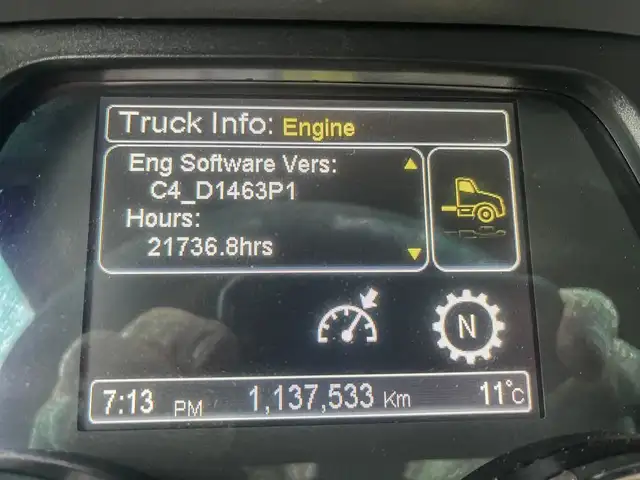 Truck Info: Engine
Eng Software Vers:
C4_D1463P1
Hours:
21736.8hrs
N
7:13 PM 1,137,533 Km 11°C